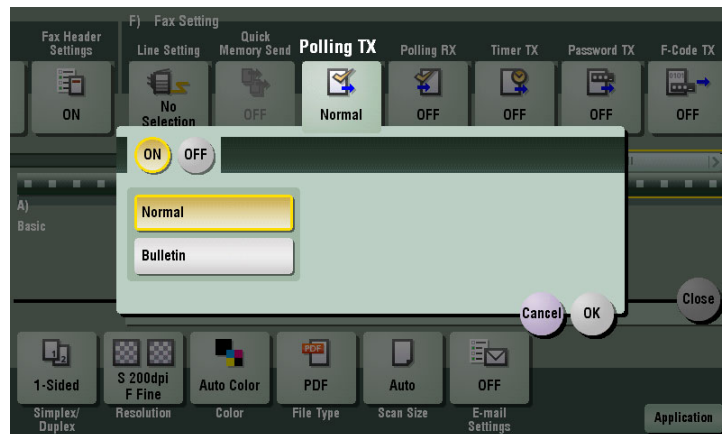 F) Fax Setting
Fax Header
Settings
Line Setting
Quick
Memory Send
Polling TX
Polling RX
Timer TX
Password TX
F-Code TX
ON
No
Selection
OFF
Normal
OFF
OFF
OFF
OFF
ON
OFF
A)
Basic
Normal
Bulletin
Cancel
OK
Close
1-Sided
S 200dpi
F Fine
Auto Color
PDF
Auto
OFF
Simplex/
Duplex
Resolution
Color
File Type
Scan Size
E-mail
Settings
Application